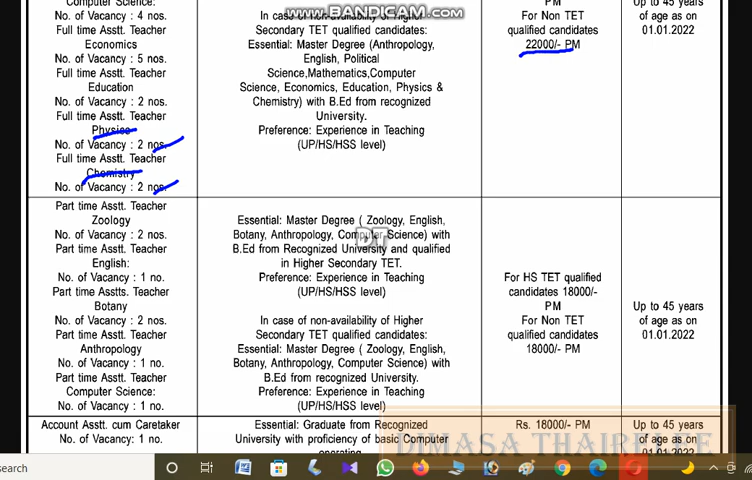 www.BANDICAM.com
Computer Science:
No. of Vacancy : 4 nos.
Full time Asstt. Teacher
Economics
No. of Vacancy : 5 nos.
Full time Asstt. Teacher
Education
No. of Vacancy : 2 nos.
Full time Asstt. Teacher
Physics
No. of Vacancy : 2 nos.
Full time Asstt. Teacher
Chemistry
No. of Vacancy : 2 nos.
In case of non-availability of Higher
Secondary TET qualified candidates:
Essential: Master Degree (Anthropology,
English, Political
Science,Mathematics,Computer
Science, Economics, Education, Physics &
Chemistry) with B.Ed from recognized
University.
Preference: Experience in Teaching
(UP/HS/HSS level)
PM
For Non TET
qualified candidates
22000/- PM
Up to 45 years
of age as on
01.01.2022
Part time Asstt. Teacher
Zoology
No. of Vacancy : 2 nos.
Part time Asstt. Teacher
English:
No. of Vacancy : 1 no.
Part time Asstts. Teacher
Botany
No. of Vacancy : 2 nos.
Part time Asstt. Teacher
Anthropology
No. of Vacancy : 1 no.
Part time Asstt. Teacher
Computer Science:
No. of Vacancy : 1 no.
Essential: Master Degree ( Zoology, English,
Botany, Anthropology, Computer Science) with
B.Ed from Recognized University and qualified
in Higher Secondary TET.
Preference: Experience in Teaching
(UP/HS/HSS level)
In case of non-availability of Higher
Secondary TET qualified candidates:
Essential: Master Degree ( Zoology, English,
Botany, Anthropology, Computer Science) with
B.Ed from recognized University.
Preference: Experience in Teaching
(UP/HS/HSS level)
DT
For HS TET qualified
candidates 18000/-
PM
For Non TET
qualified candidates
18000/- PM
Up to 45 years
of age as on
01.01.2022
Account Asstt. cum Caretaker
No. of Vacancy: 1 no.
Essential: Graduate from Recognized
University with proficiency of basic Computer
operating
Rs. 18000/- PM
Up to 45 years
of age as on
01.01.2022
DIMASA
search